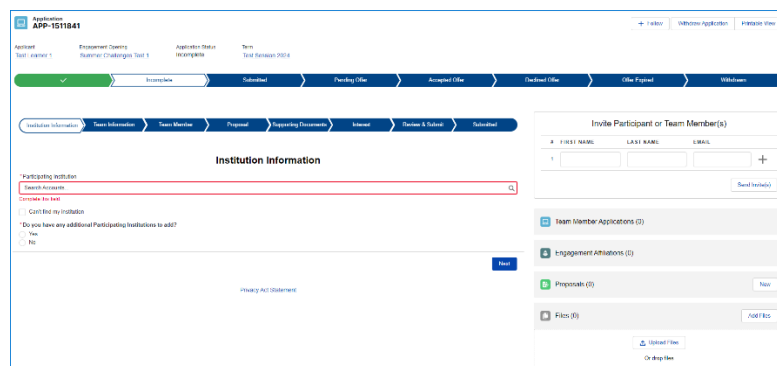 Application
APP-1511841
+ Follow
Withdraw Application
Printable View
Applicant
Engagement Opening
Application Status
Term
Test Learner 1
Summer Challenges Test 1
Incomplete
Test Session 2024
Incomplete
Submitted
Pending Offer
Accepted Offer
Declined Offer
Offer Expired
Withdrawn
Institution Information
Team Information
Team Member
Proposal
Supporting Documents
Interest
Review & Submit
Submitted
Institution Information
*Participating Institution
Search Accounts
Complete this field.
Can't find my institution
*Do you have any additional Participating Institutions to add?
Yes
No
Next
Privacy Act Statement
Invite Participant or Team Member(s)
# FIRST NAME LAST NAME EMAIL
1
Send Invite(s)
Team Member Applications (0)
Engagement Affiliations (0)
Proposals (0)
New
Files (0)
Add Files
Upload Files
Or drop files